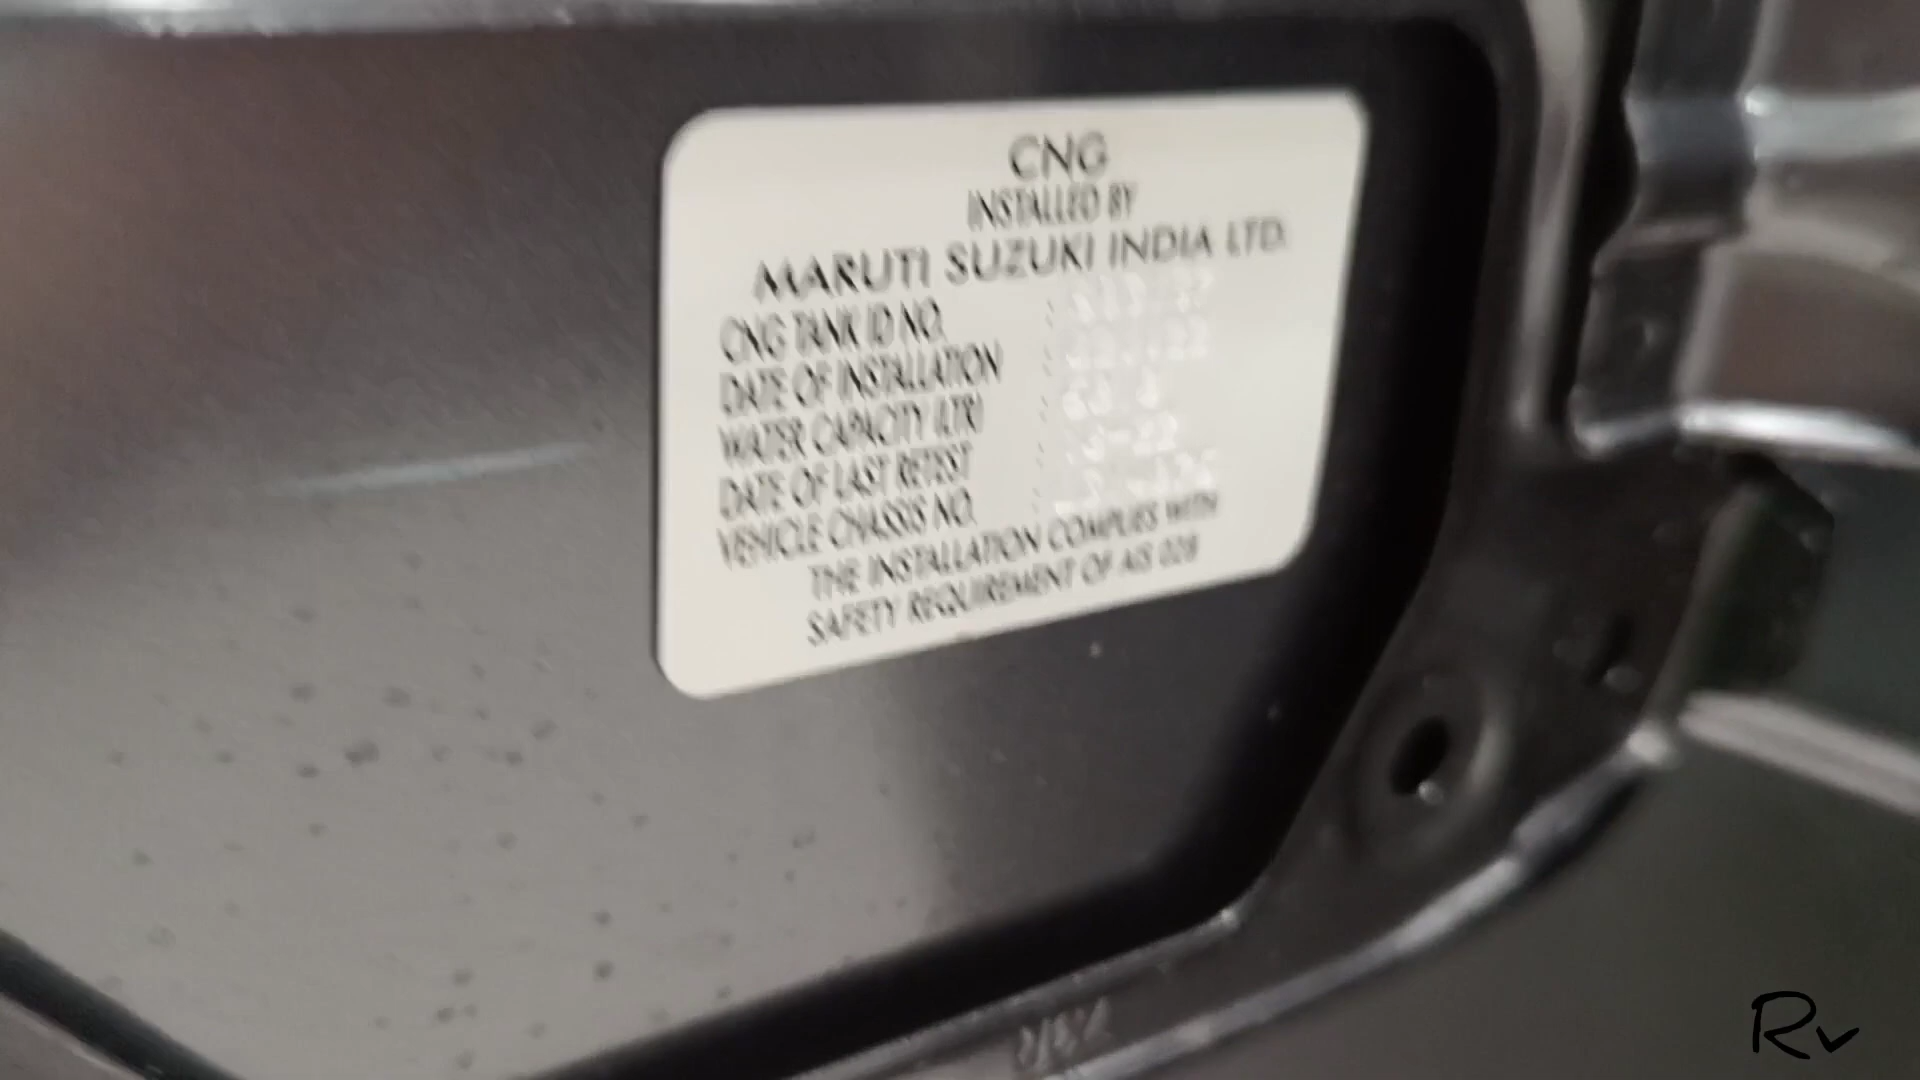 CNG
INSTALLED BY
MARUTI SUZUKI INDIA LTD.
CNG TANK ID NO. :
DATE OF INSTALLATION :
WATER CAPACITY (LTR) :
DATE OF LAST RETEST :
VEHICLE CHASSIS NO. :
THE INSTALLATION COMPLIES WITH
SAFETY REQUIREMENT OF AIS 028
Rv